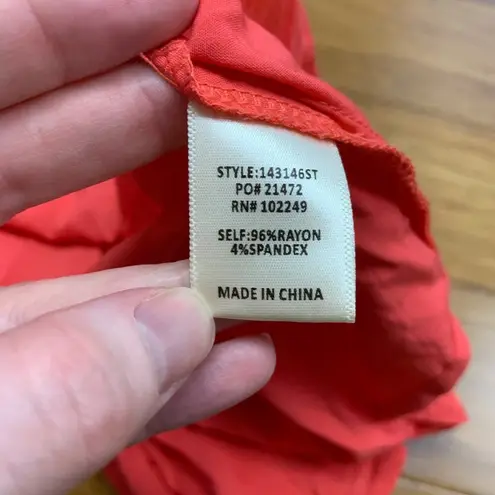 STYLE:143146ST
PO# 21472
RN# 102249
SELF:96%RAYON
4%SPANDEX
MADE IN CHINA